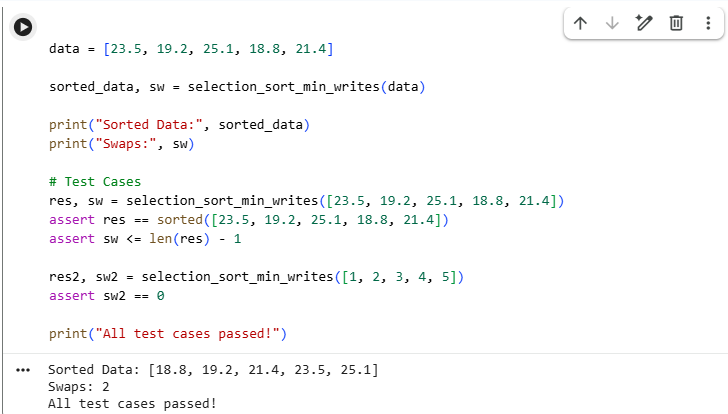 data = [23.5, 19.2, 25.1, 18.8, 21.4]
sorted_data, sw = selection_sort_min_writes(data)
print("Sorted Data:", sorted_data)
print("Swaps:", sw)
# Test Cases
res, sw = selection_sort_min_writes([23.5, 19.2, 25.1, 18.8, 21.4])
assert res == sorted([23.5, 19.2, 25.1, 18.8, 21.4])
assert sw <= len(res) - 1
res2, sw2 = selection_sort_min_writes([1, 2, 3, 4, 5])
assert sw2 == 0
print("All test cases passed!")
Sorted Data: [18.8, 19.2, 21.4, 23.5, 25.1]
Swaps: 2
All test cases passed!